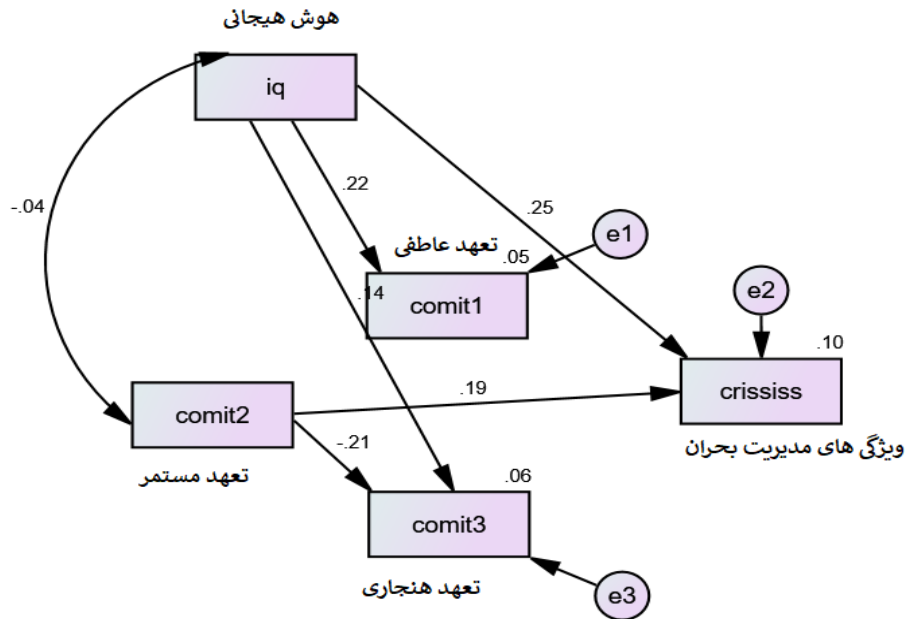 هوش هیجانی
iq
-.04
.22
.25
تعهد عاطفی
.05
e1
.14
comit1
e2
.10
crississ
ویژگی های مدیریت بحران
.19
comit2
-.21
تعهد مستمر
.06
comit3
تعهد هنجاری
e3